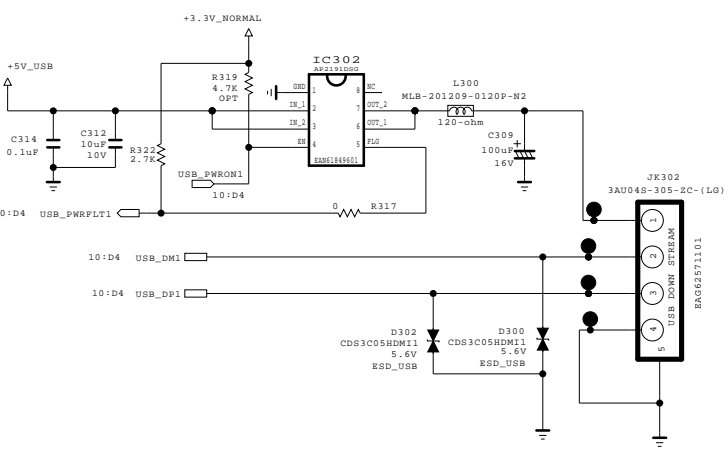 +3.3V_NORMAL
+5V_USB
IC302
AP2191DSG
R319
4.7K
OPT
GND 1 8 NC
IN_1 2 7 OUT_2
IN_2 3 6 OUT_1
EN 4 5 FLG
EAN61849601
L300
MLB-201209-0120P-N2
120-ohm
C314
0.1uF
C312
10uF
10V
R322
2.7K
C309
100uF
16V
+
USB_PWRON1
10:D4
0:D4 USB_PWRFLT1
0 R317
JK302
3AU04S-305-ZC-(LG)
1
2
3
4
5
USB DOWN STREAM
EAG62571101
10:D4 USB_DM1
10:D4 USB_DP1
D302
CDS3C05HDMI1
5.6V
ESD_USB
D300
CDS3C05HDMI1
5.6V
ESD_USB